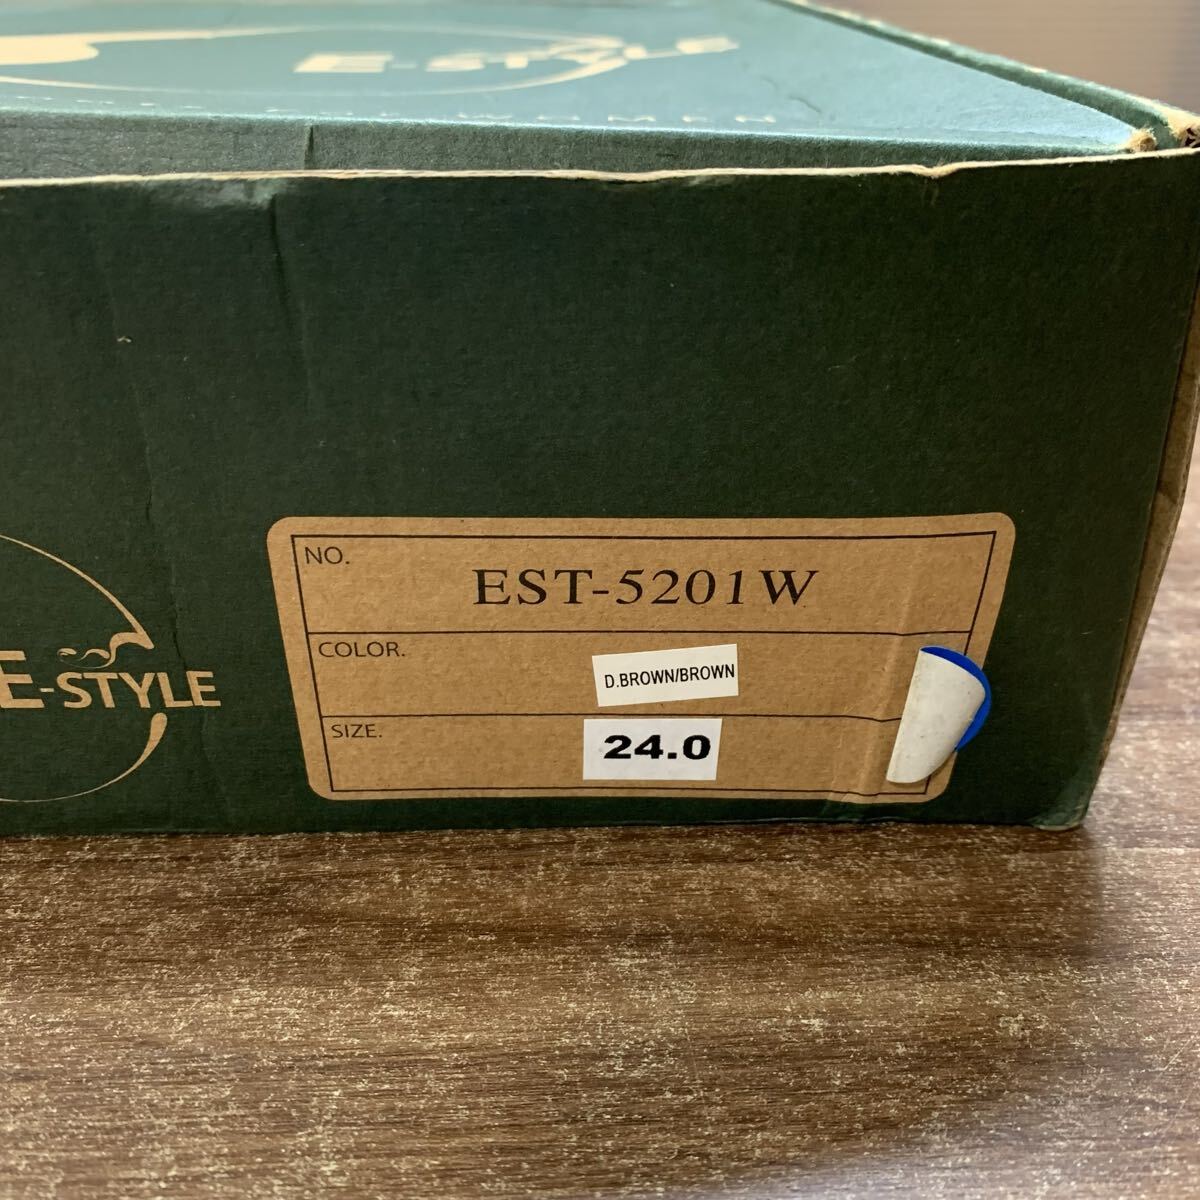 E-STYLE
NO.
EST-5201W
COLOR.
D.BROWN/BROWN
SIZE.
24.0
E-STYLE